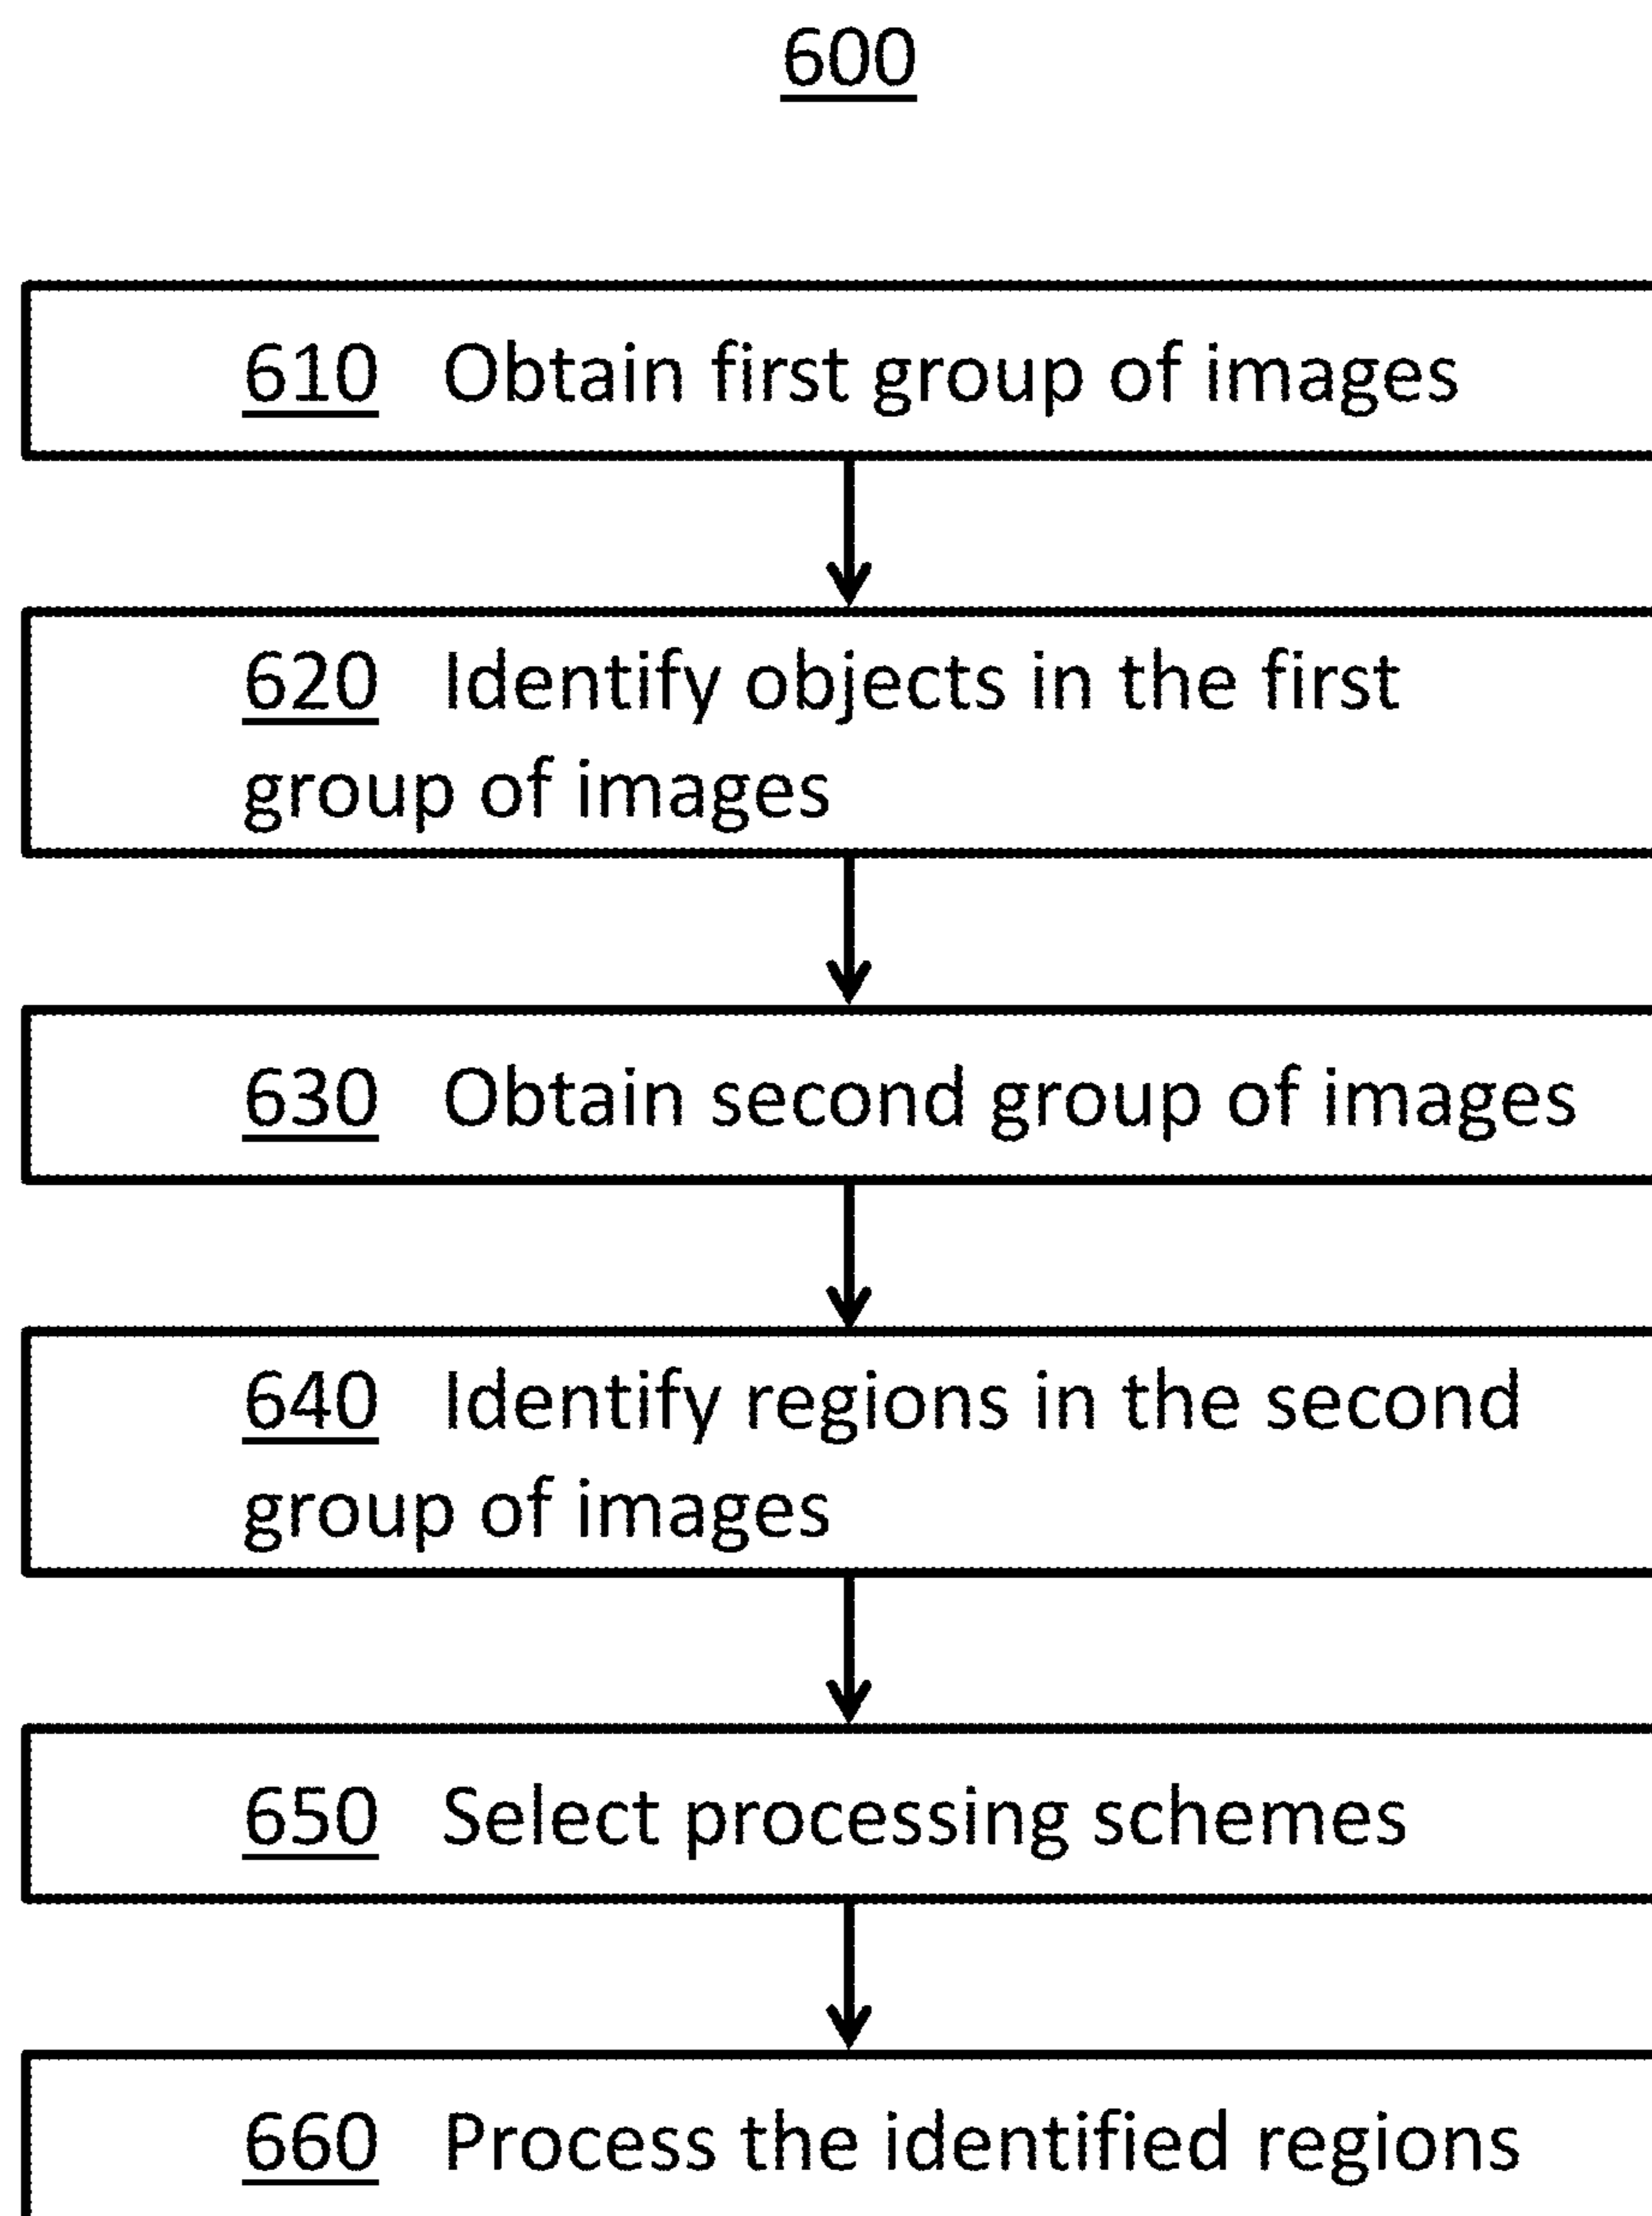 600
610 Obtain first group of images
620 Identify objects in the first
group of images
630 Obtain second group of images
640 Identify regions in the second
group of images
650 Select processing schemes
660 Process the identified regions